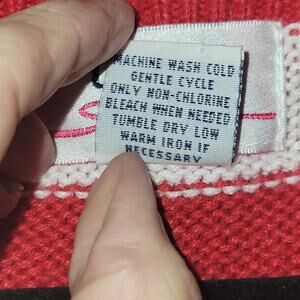 MACHINE WASH COLD
GENTLE CYCLE
ONLY NON-CHLORINE
BLEACH WHEN NEEDED
TUMBLE DRY LOW
WARM IRON IF
NECESSARY